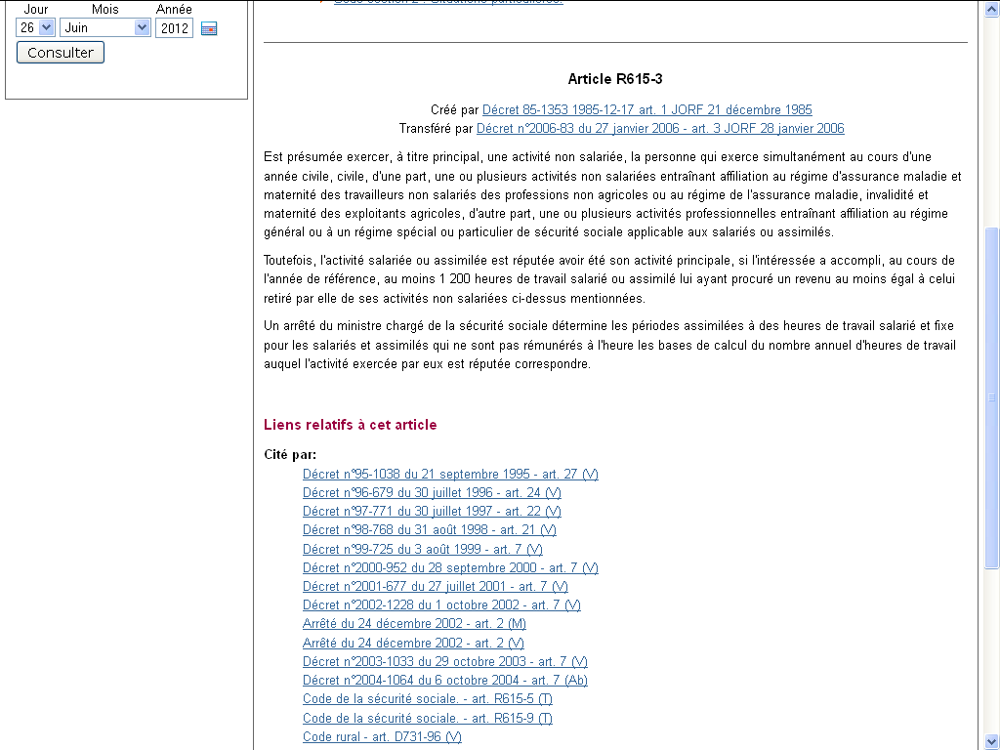 Jour Mois Année
26 Juin 2012
Consulter
Sous-section 2 : Situations particulières.
Article R615-3
Créé par Décret 85-1353 1985-12-17 art. 1 JORF 21 décembre 1985
Transféré par Décret n°2006-83 du 27 janvier 2006 - art. 3 JORF 28 janvier 2006
Est présumée exercer, à titre principal, une activité non salariée, la personne qui exerce simultanément au cours d'une
année civile, civile, d'une part, une ou plusieurs activités non salariées entraînant affiliation au régime d'assurance maladie et
maternité des travailleurs non salariés des professions non agricoles ou au régime de l'assurance maladie, invalidité et
maternité des exploitants agricoles, d'autre part, une ou plusieurs activités professionnelles entraînant affiliation au régime
général ou à un régime spécial ou particulier de sécurité sociale applicable aux salariés ou assimilés.
Toutefois, l'activité salariée ou assimilée est réputée avoir été son activité principale, si l'intéressée a accompli, au cours de
l'année de référence, au moins 1 200 heures de travail salarié ou assimilé lui ayant procuré un revenu au moins égal à celui
retiré par elle de ses activités non salariées ci-dessus mentionnées.
Un arrêté du ministre chargé de la sécurité sociale détermine les périodes assimilées à des heures de travail salarié et fixe
pour les salariés et assimilés qui ne sont pas rémunérés à l'heure les bases de calcul du nombre annuel d'heures de travail
auquel l'activité exercée par eux est réputée correspondre.
Liens relatifs à cet article
Cité par:
Décret n°95-1038 du 21 septembre 1995 - art. 27 (V)
Décret n°96-679 du 30 juillet 1996 - art. 24 (V)
Décret n°97-771 du 30 juillet 1997 - art. 22 (V)
Décret n°98-768 du 31 août 1998 - art. 21 (V)
Décret n°99-725 du 3 août 1999 - art. 7 (V)
Décret n°2000-952 du 28 septembre 2000 - art. 7 (V)
Décret n°2001-677 du 27 juillet 2001 - art. 7 (V)
Décret n°2002-1228 du 1 octobre 2002 - art. 7 (V)
Arrêté du 24 décembre 2002 - art. 2 (M)
Arrêté du 24 décembre 2002 - art. 2 (V)
Décret n°2003-1033 du 29 octobre 2003 - art. 7 (V)
Décret n°2004-1064 du 6 octobre 2004 - art. 7 (Ab)
Code de la sécurité sociale. - art. R615-5 (T)
Code de la sécurité sociale. - art. R615-9 (T)
Code rural - art. D731-96 (V)